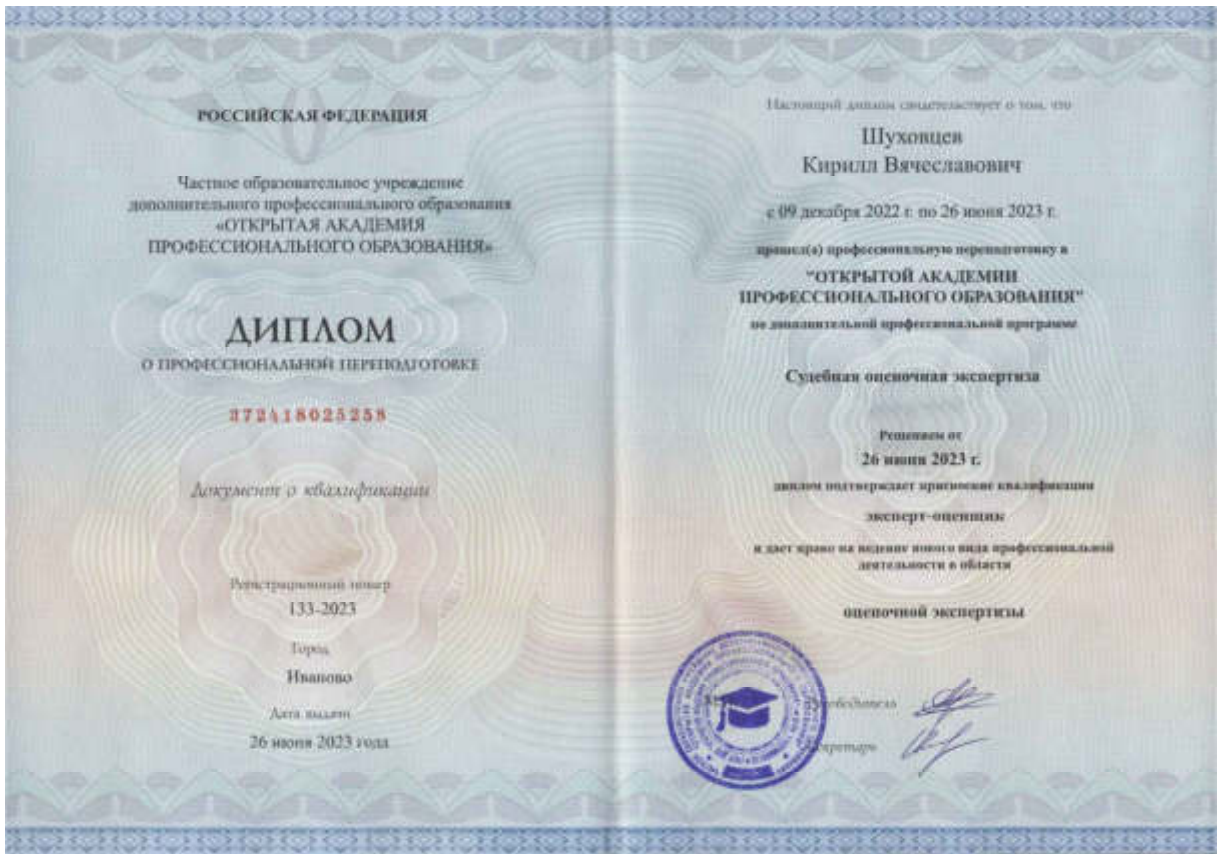 РОССИЙСКАЯ ФЕДЕРАЦИЯ
Частное образовательное учреждение
дополнительного профессионального образования
«ОТКРЫТАЯ АКАДЕМИЯ
ПРОФЕССИОНАЛЬНОГО ОБРАЗОВАНИЯ»
ДИПЛОМ
О ПРОФЕССИОНАЛЬНОЙ ПЕРЕПОДГОТОВКЕ
372418025258
Документ о квалификации
Регистрационный номер
133-2023
Город
Иваново
Дата выдачи
26 июня 2023 года
Настоящий диплом свидетельствует о том, что
Шуховцев
Кирилл Вячеславович
с 09 декабря 2022 г. по 26 июня 2023 г.
прошел(а) профессиональную переподготовку в
"ОТКРЫТОЙ АКАДЕМИИ
ПРОФЕССИОНАЛЬНОГО ОБРАЗОВАНИЯ"
по дополнительной профессиональной программе
Судебная оценочная экспертиза
Решением от
26 июня 2023 г.
диплом подтверждает присвоение квалификации
эксперт-оценщик
и дает право на ведение нового вида профессиональной
деятельности в области
оценочной экспертизы
Руководитель
Секретарь